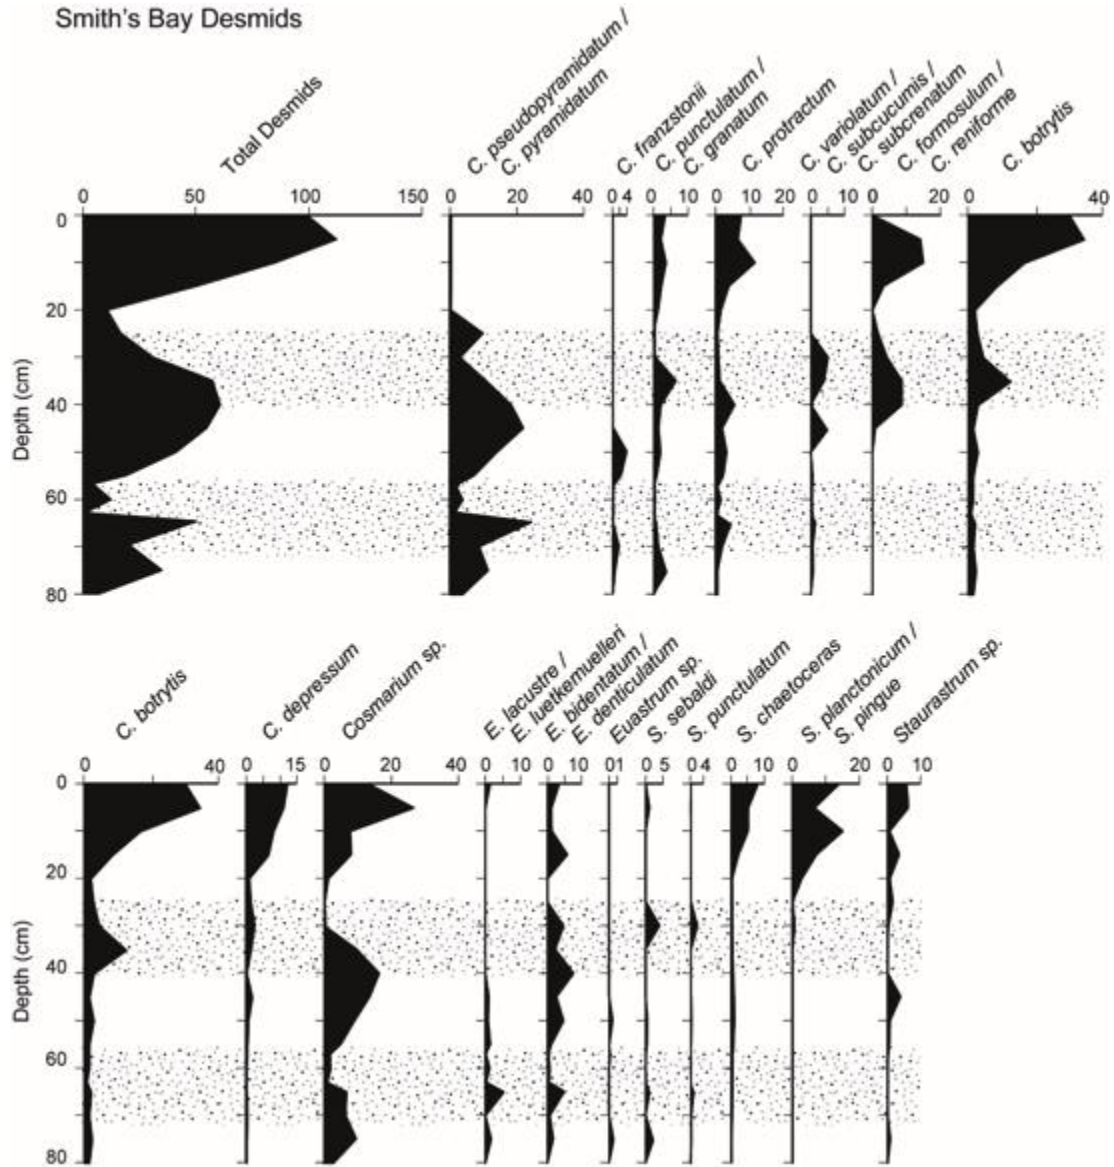 Smith's Bay Desmids
Total Desmids
C. pseudopyramidatum /
C. pyramidatum
C. franzstonii
C. punctulatum /
C. granatum
C. protractum
C. variolatum /
C. subcucumis /
C. subcrenatum
C. formosulum /
C. reniforme
C. botrytis
0 50 100 150 0 20 40 0 4 0 10 0 10 20 0 10 0 20 0 40
Depth (cm)
0
20
40
60
80
C. botrytis
C. depressum
Cosmarium sp.
E. lacustre /
E. luetkemuelleri
E. bidentatum /
E. denticulatum
Euastrum sp.
S. sebaldi
S. punctulatum
S. chaetoceras
S. planctonicum /
S. pingue
Staurastrum sp.
0 40 0 15 0 20 40 0 10 0 10 0 1 0 5 0 4 0 10 0 20 0 10
Depth (cm)
0
20
40
60
80